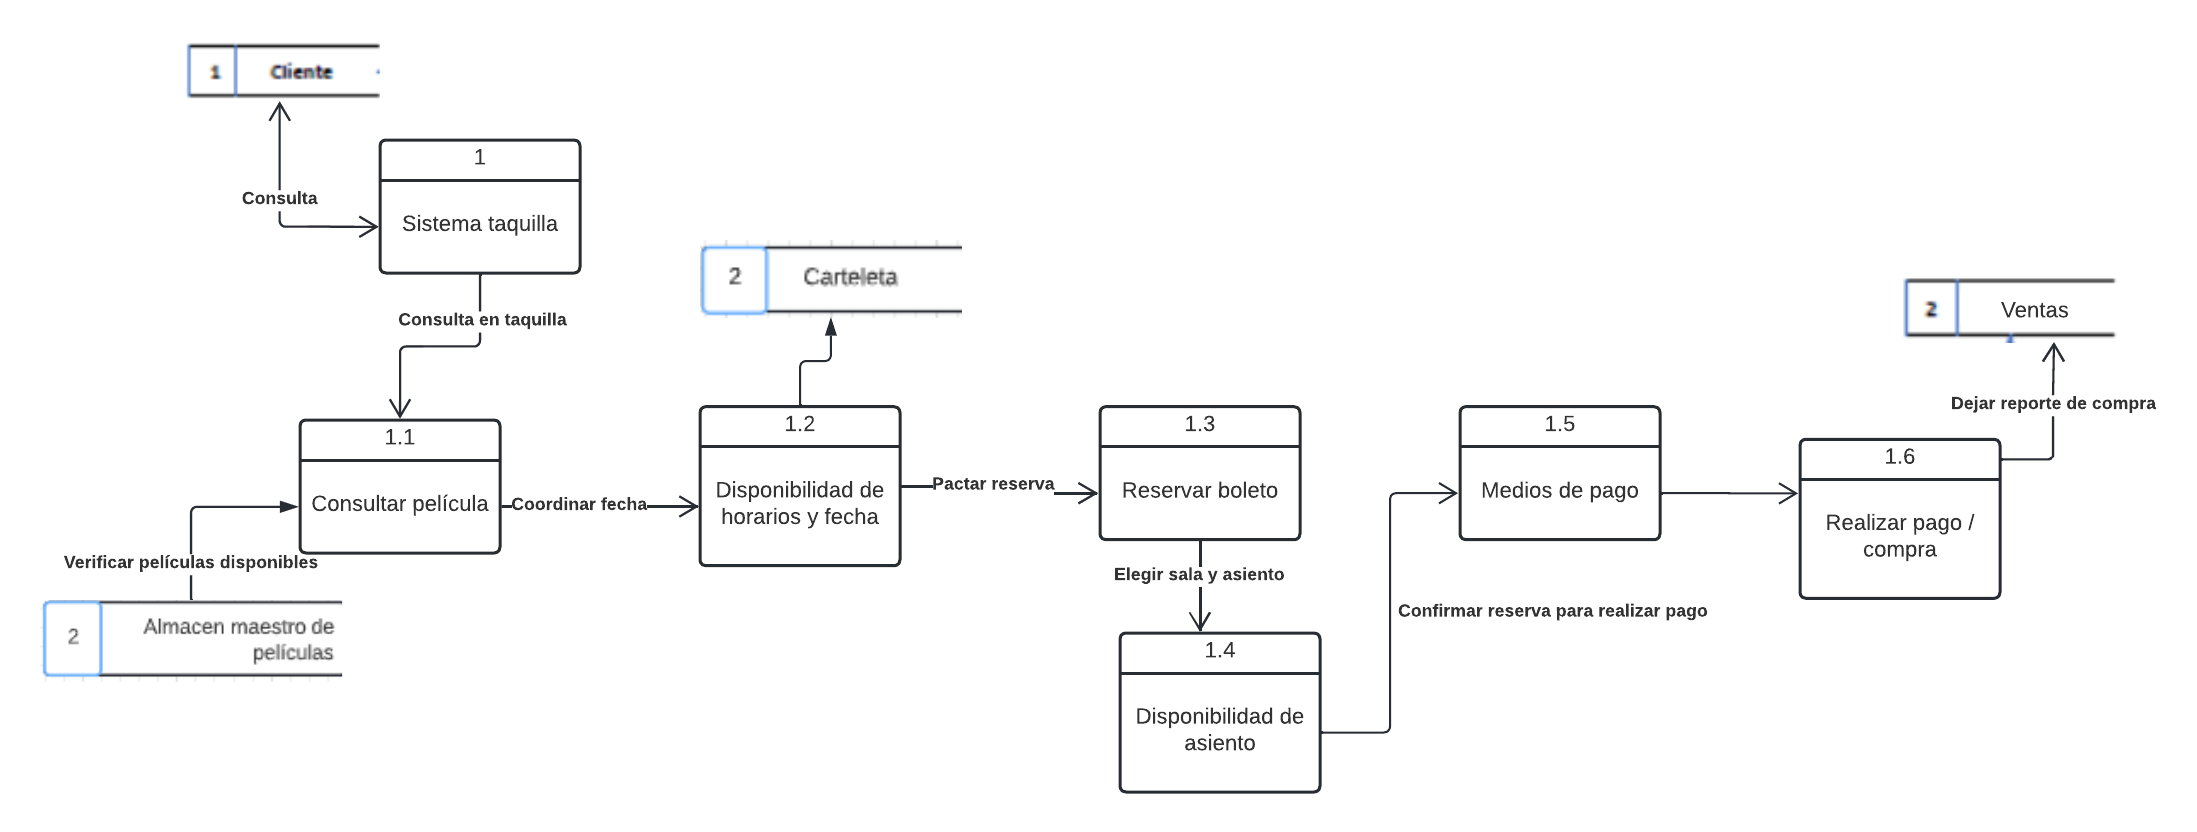 1 Cliente
1
Consulta
Sistema taquilla
2 Carteleta
2 Ventas
Consulta en taquilla
Dejar reporte de compra
1.1
Consultar película
Coordinar fecha
1.2
Disponibilidad de
horarios y fecha
Pactar reserva
1.3
Reservar boleto
1.5
Medios de pago
1.6
Realizar pago /
compra
Verificar películas disponibles
Elegir sala y asiento
Confirmar reserva para realizar pago
2 Almacen maestro de
películas
1.4
Disponibilidad de
asiento